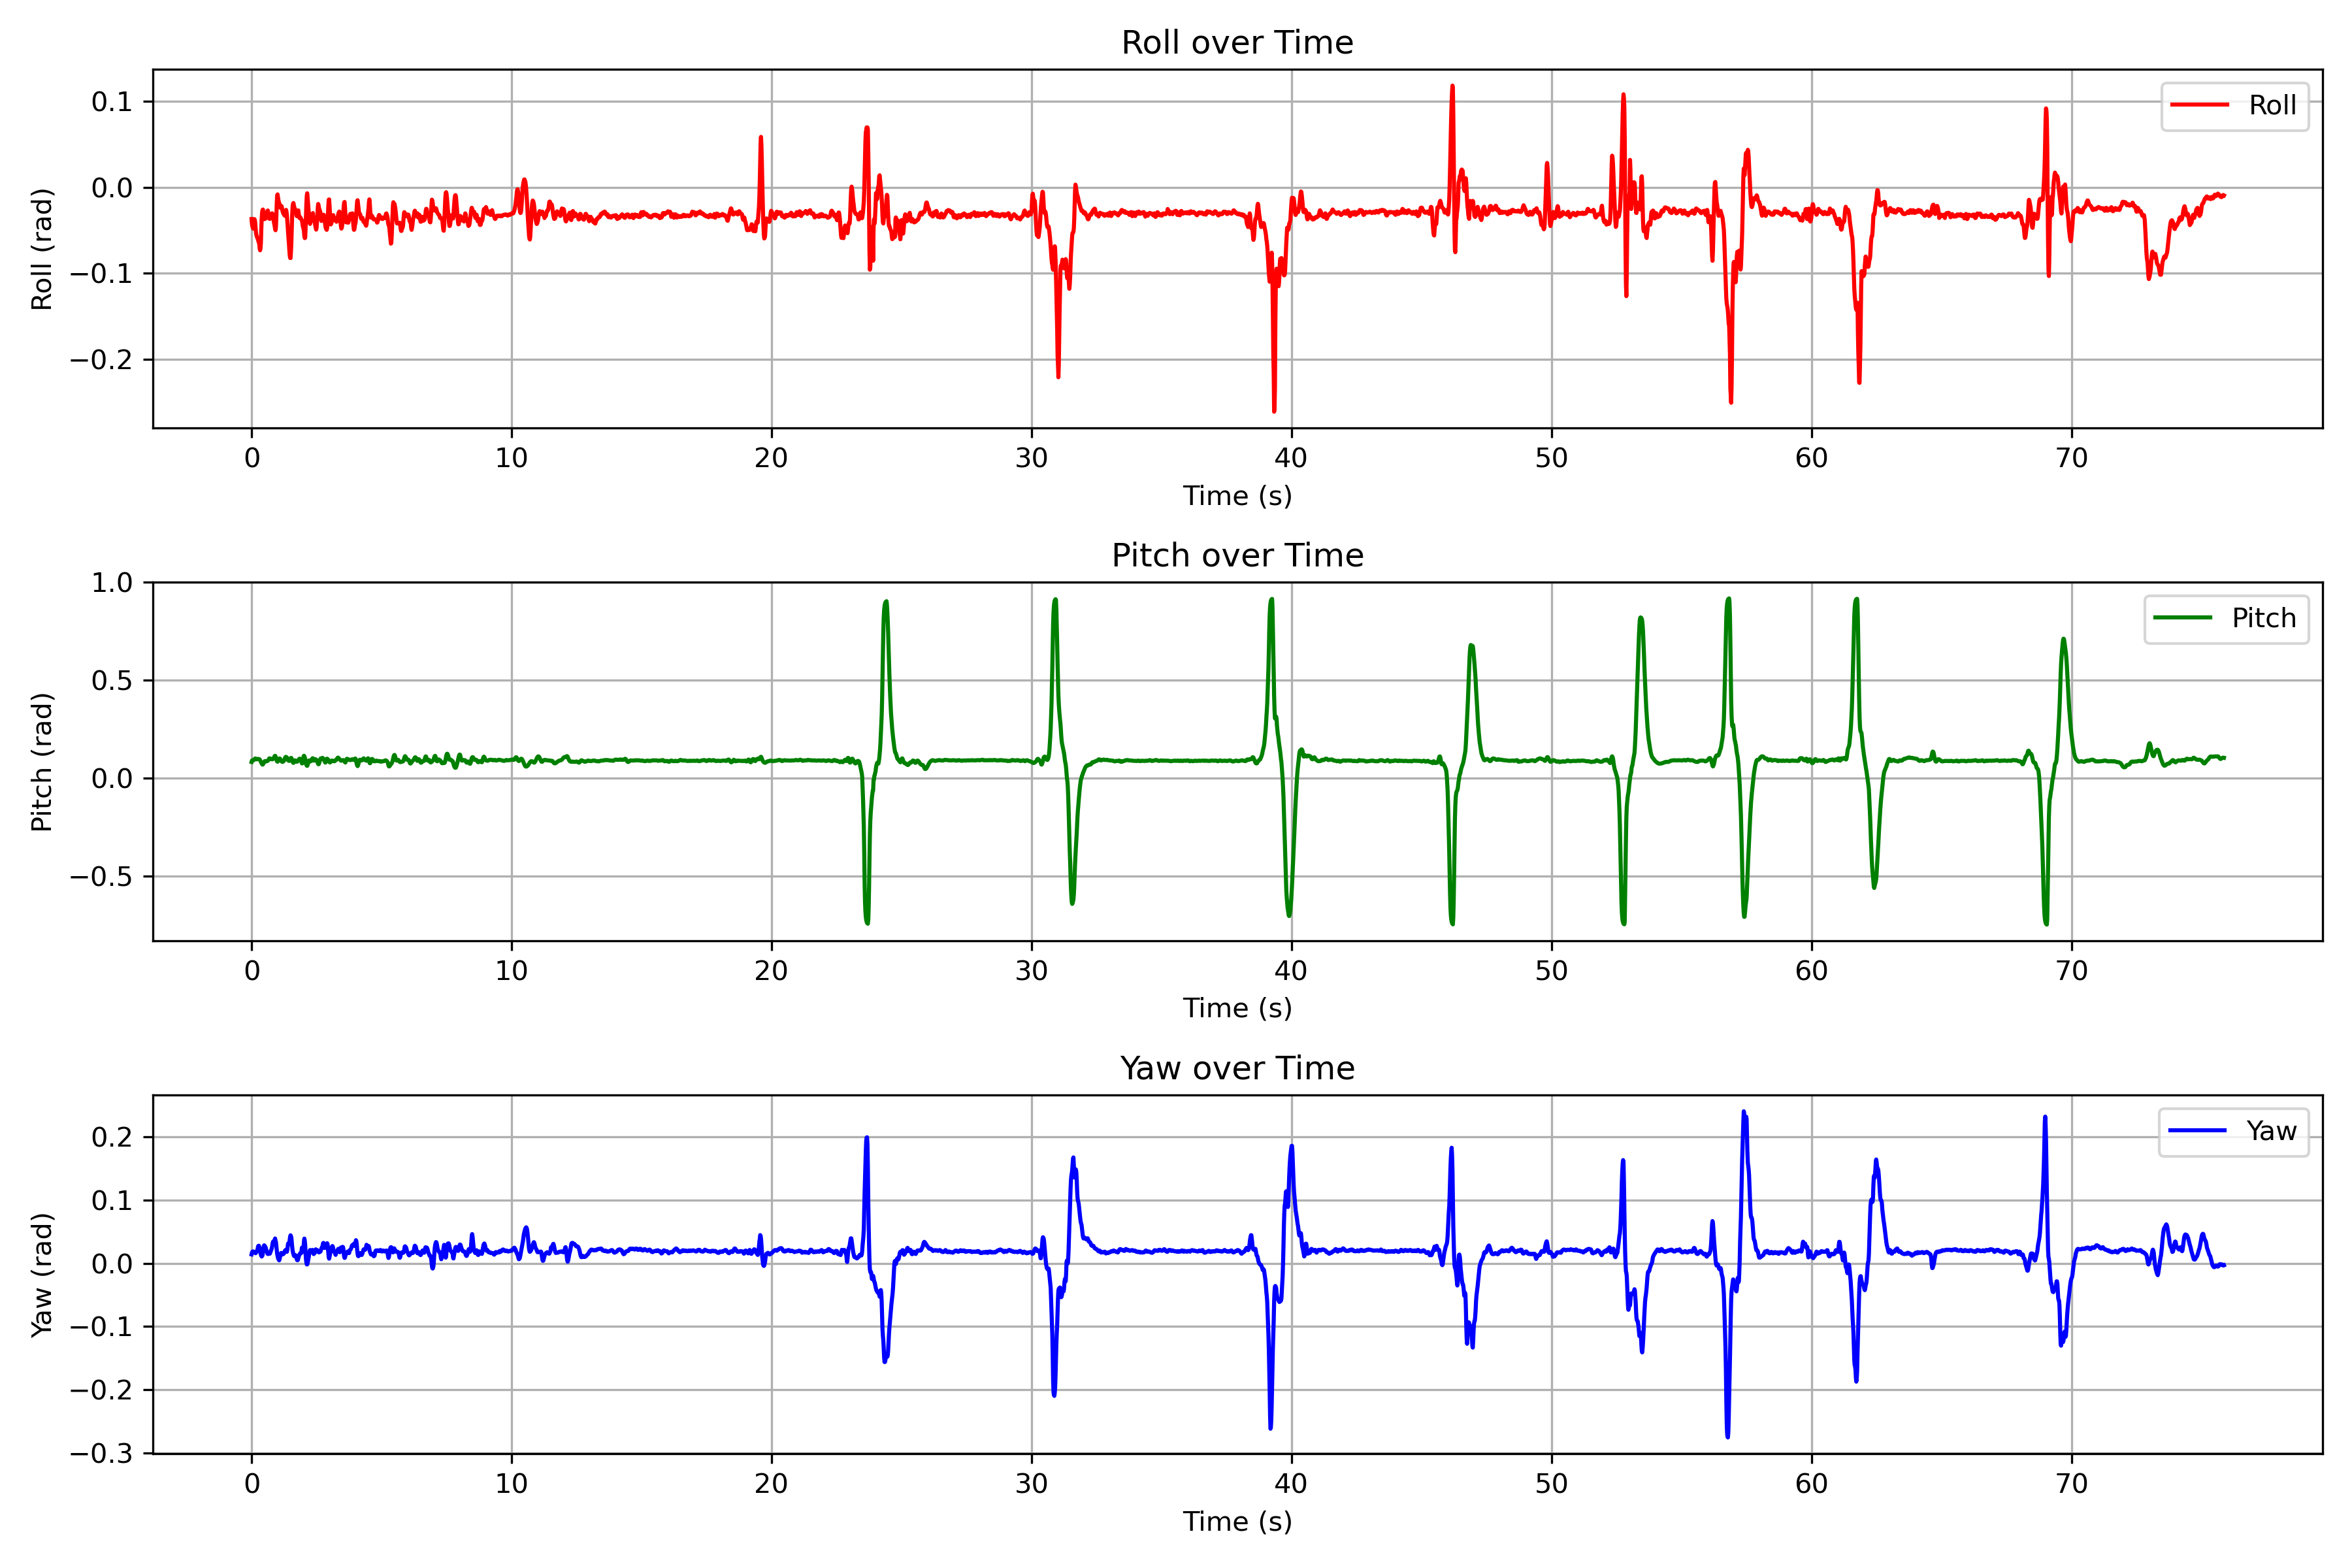 Roll over Time
Roll
0.1
0.0
−0.1
−0.2
Roll (rad)
0 10 20 30 40 50 60 70
Time (s)
Pitch over Time
Pitch
1.0
0.5
0.0
−0.5
Pitch (rad)
0 10 20 30 40 50 60 70
Time (s)
Yaw over Time
Yaw
0.2
0.1
0.0
−0.1
−0.2
−0.3
Yaw (rad)
0 10 20 30 40 50 60 70
Time (s)